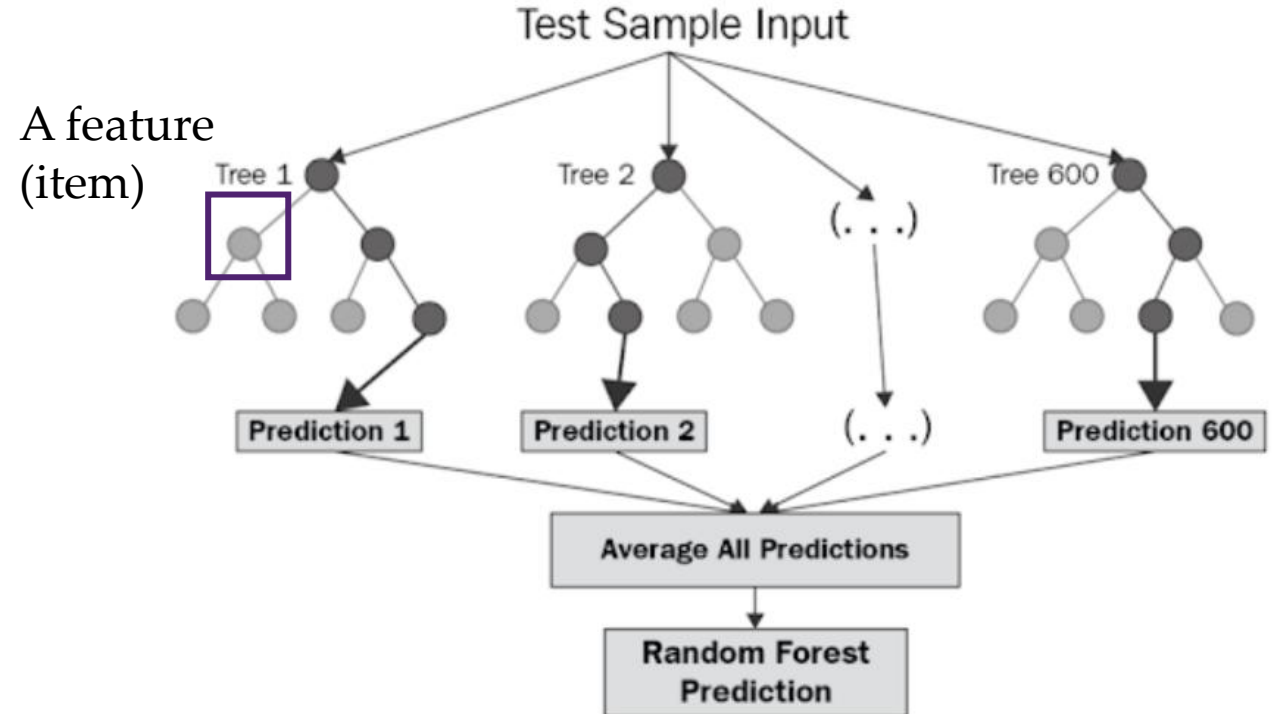 Test Sample Input
A feature
(item)
Tree 1
Tree 2
Tree 600
(. . .)
Prediction 1
Prediction 2
(. . .)
Prediction 600
Average All Predictions
Random Forest
Prediction